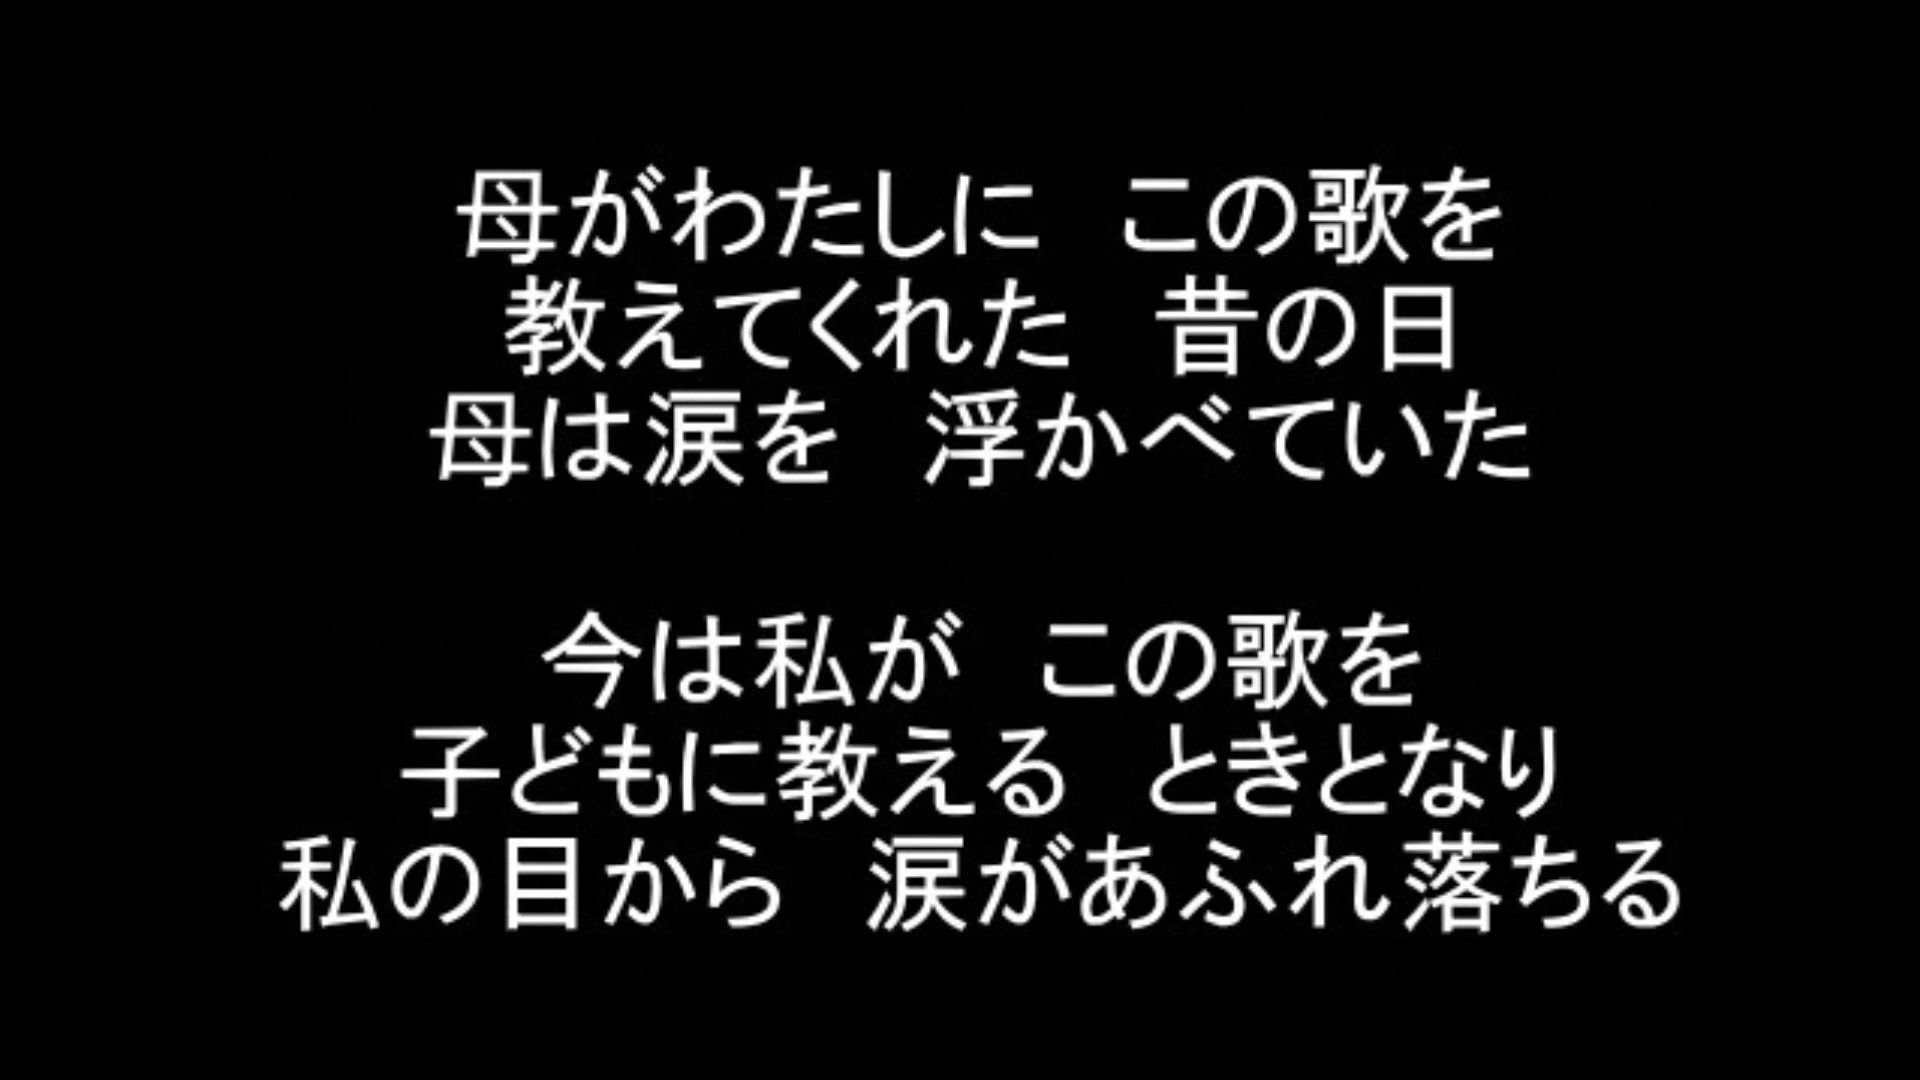 母がわたしに　この歌を
教えてくれた　昔の日
母は涙を　浮かべていた
今は私が　この歌を
子どもに教える　ときとなり
私の目から　涙があふれ落ちる